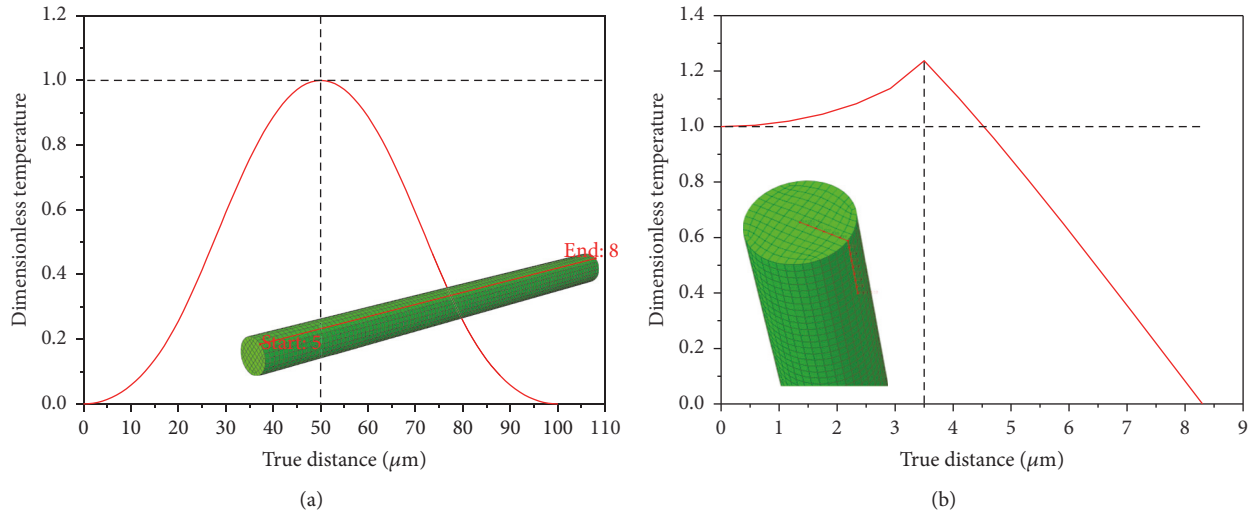 1.2
1.0
0.8
0.6
0.4
0.2
0.0
Dimensionless temperature
End: 8
Start: 5
0 10 20 30 40 50 60 70 80 90 100 110
True distance (μm)
(a)
1.4
1.2
1.0
0.8
0.6
0.4
0.2
0.0
Dimensionless temperature
0 1 2 3 4 5 6 7 8 9
True distance (μm)
(b)